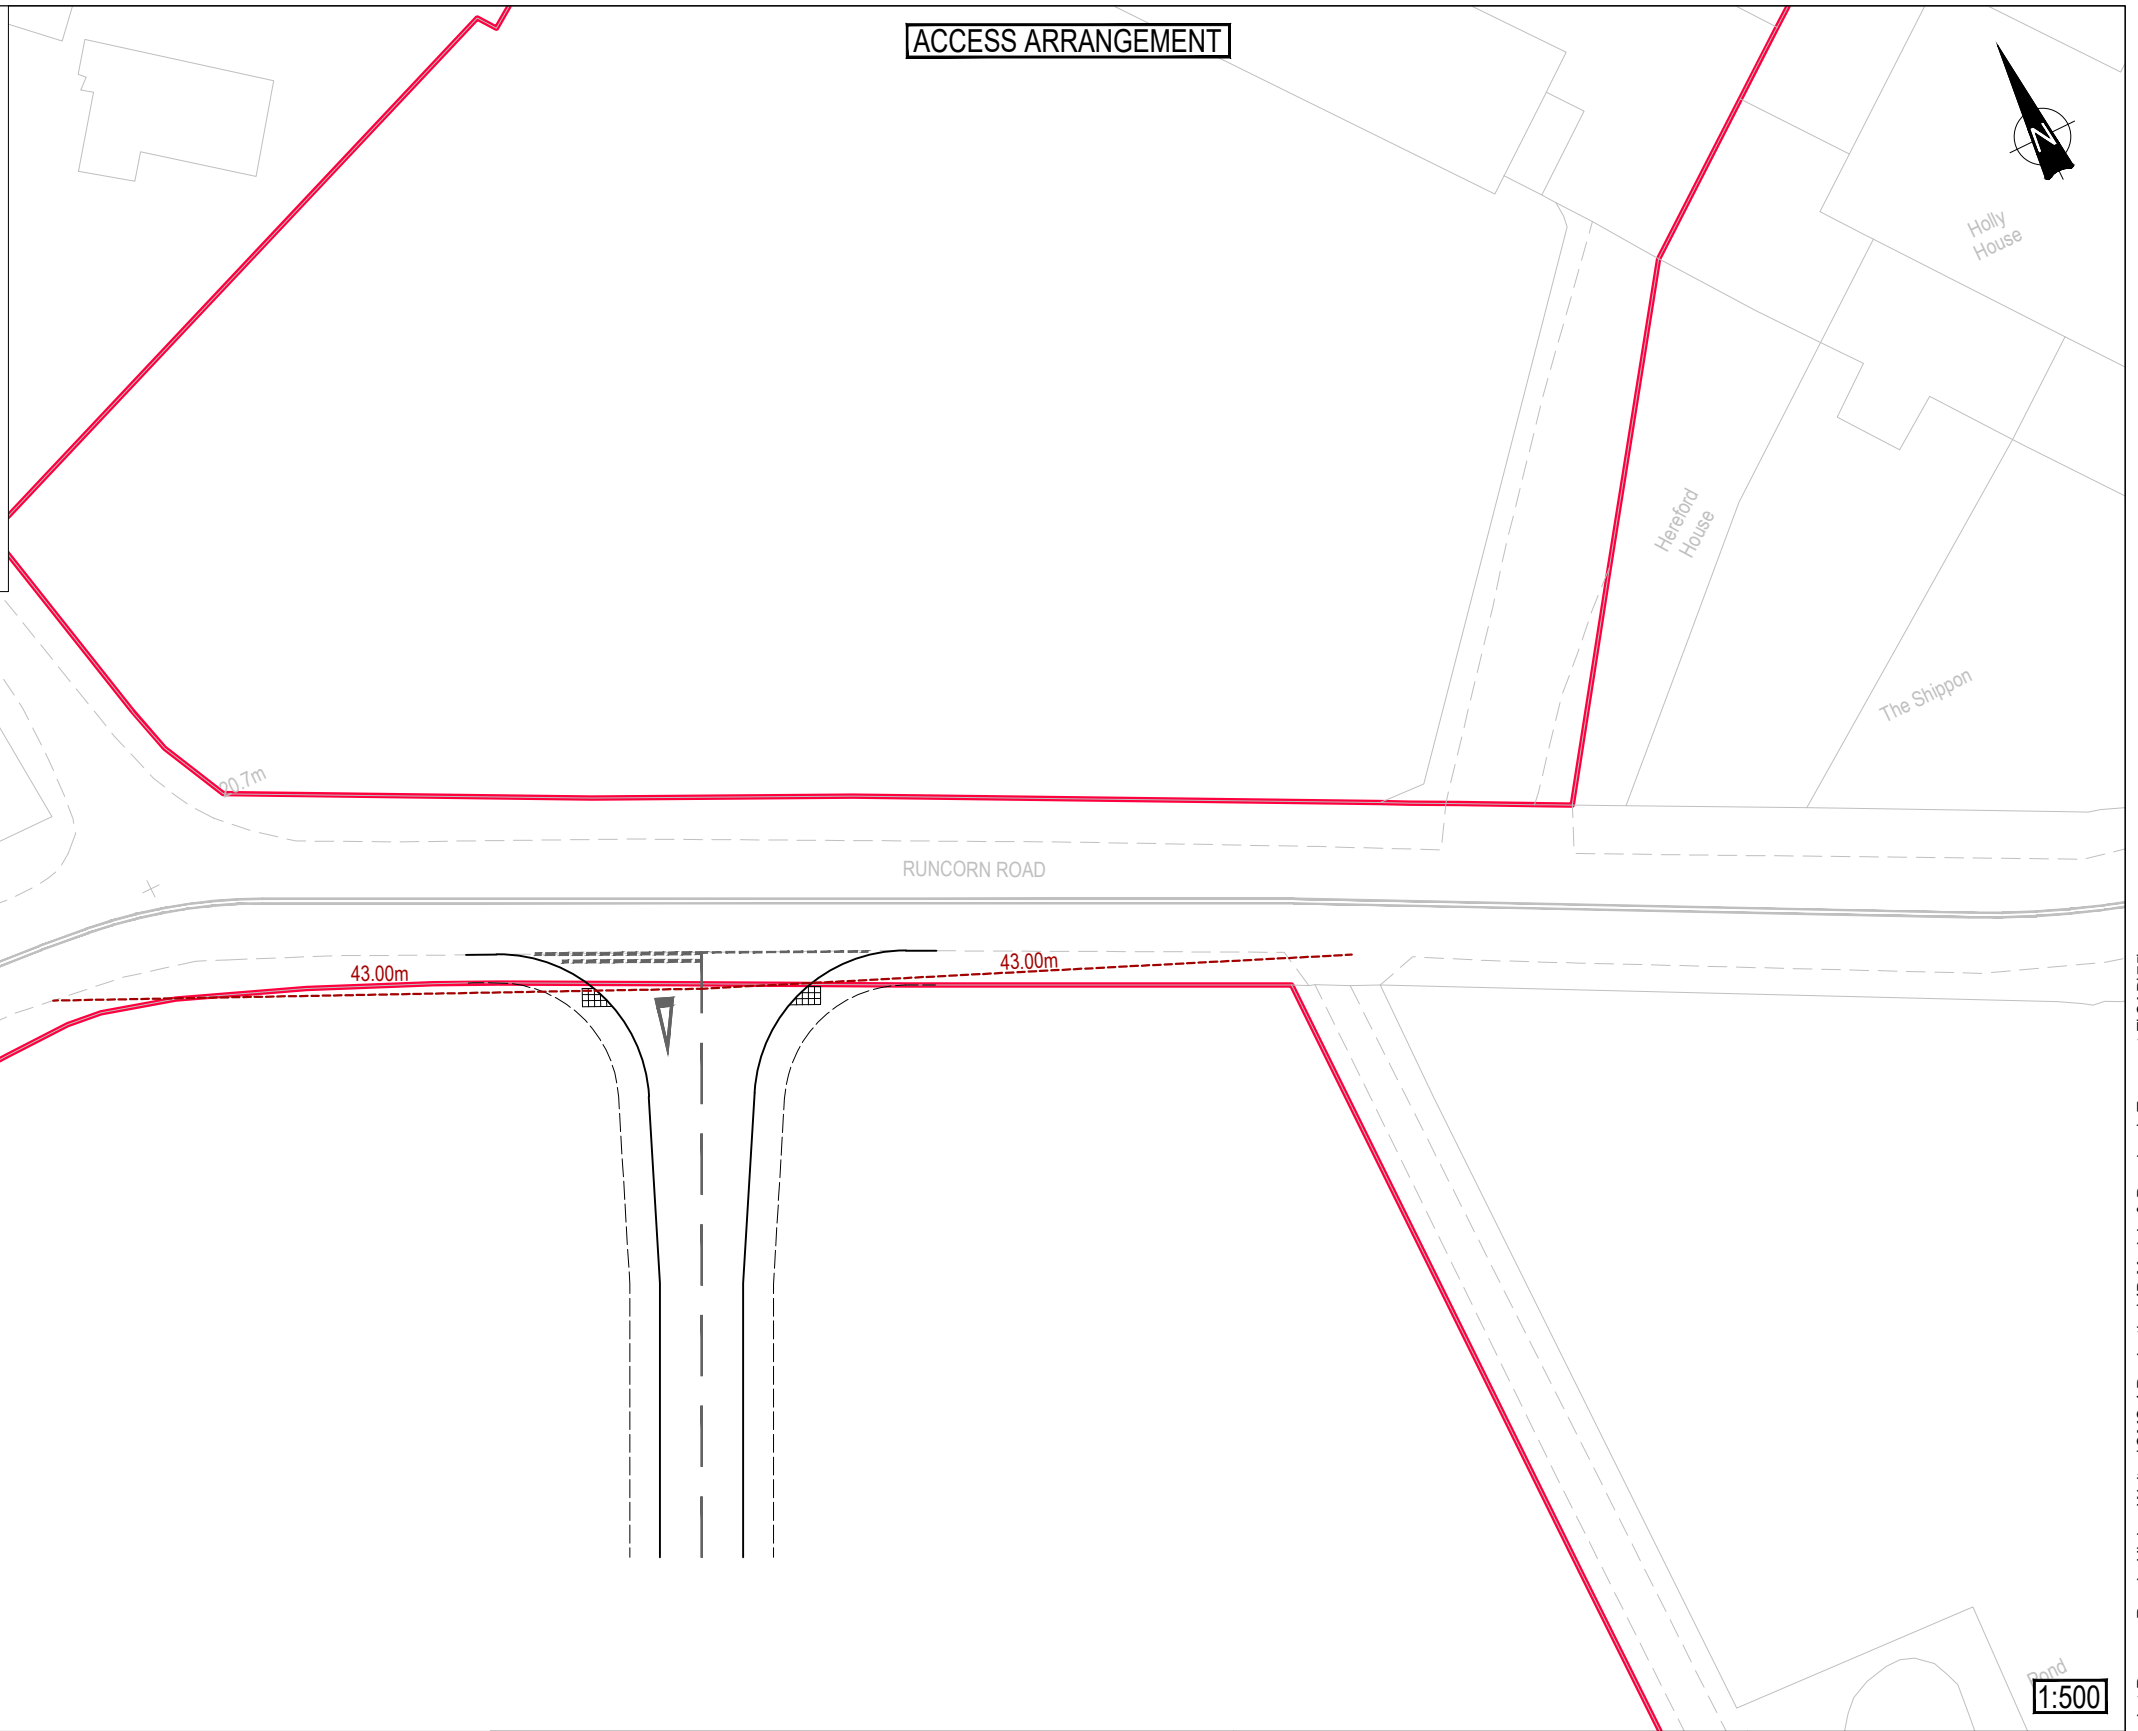 ACCESS ARRANGEMENT
N
Holly
House
Hereford
House
The Shippon
20.7m
RUNCORN ROAD
43.00m
43.00m
Pond
1:500